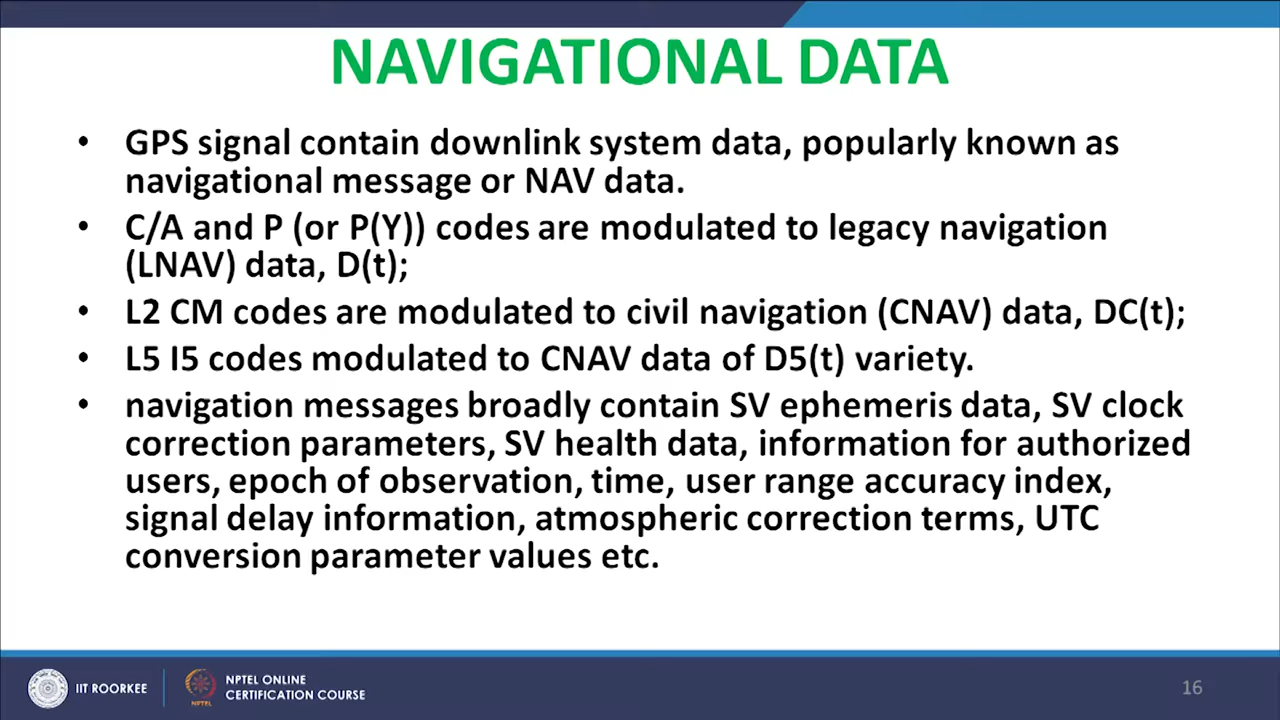 NAVIGATIONAL DATA
• GPS signal contain downlink system data, popularly known as
navigational message or NAV data.
• C/A and P (or P(Y)) codes are modulated to legacy navigation
(LNAV) data, D(t);
• L2 CM codes are modulated to civil navigation (CNAV) data, DC(t);
• L5 I5 codes modulated to CNAV data of D5(t) variety.
• navigation messages broadly contain SV ephemeris data, SV clock
correction parameters, SV health data, information for authorized
users, epoch of observation, time, user range accuracy index,
signal delay information, atmospheric correction terms, UTC
conversion parameter values etc.
IIT ROORKEE
NPTEL
NPTEL ONLINE
CERTIFICATION COURSE
16